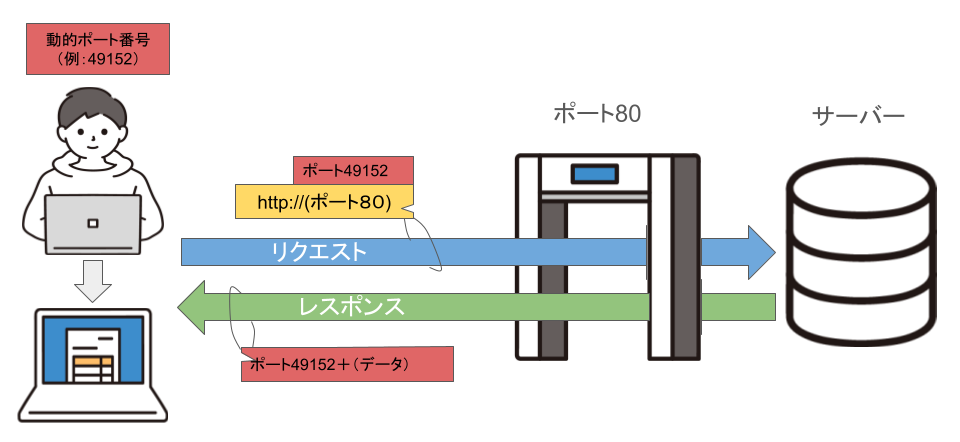 動的ポート番号
（例：49152）
ポート80
サーバー
ポート49152
http://(ポート８０)
リクエスト
レスポンス
ポート49152＋（データ）